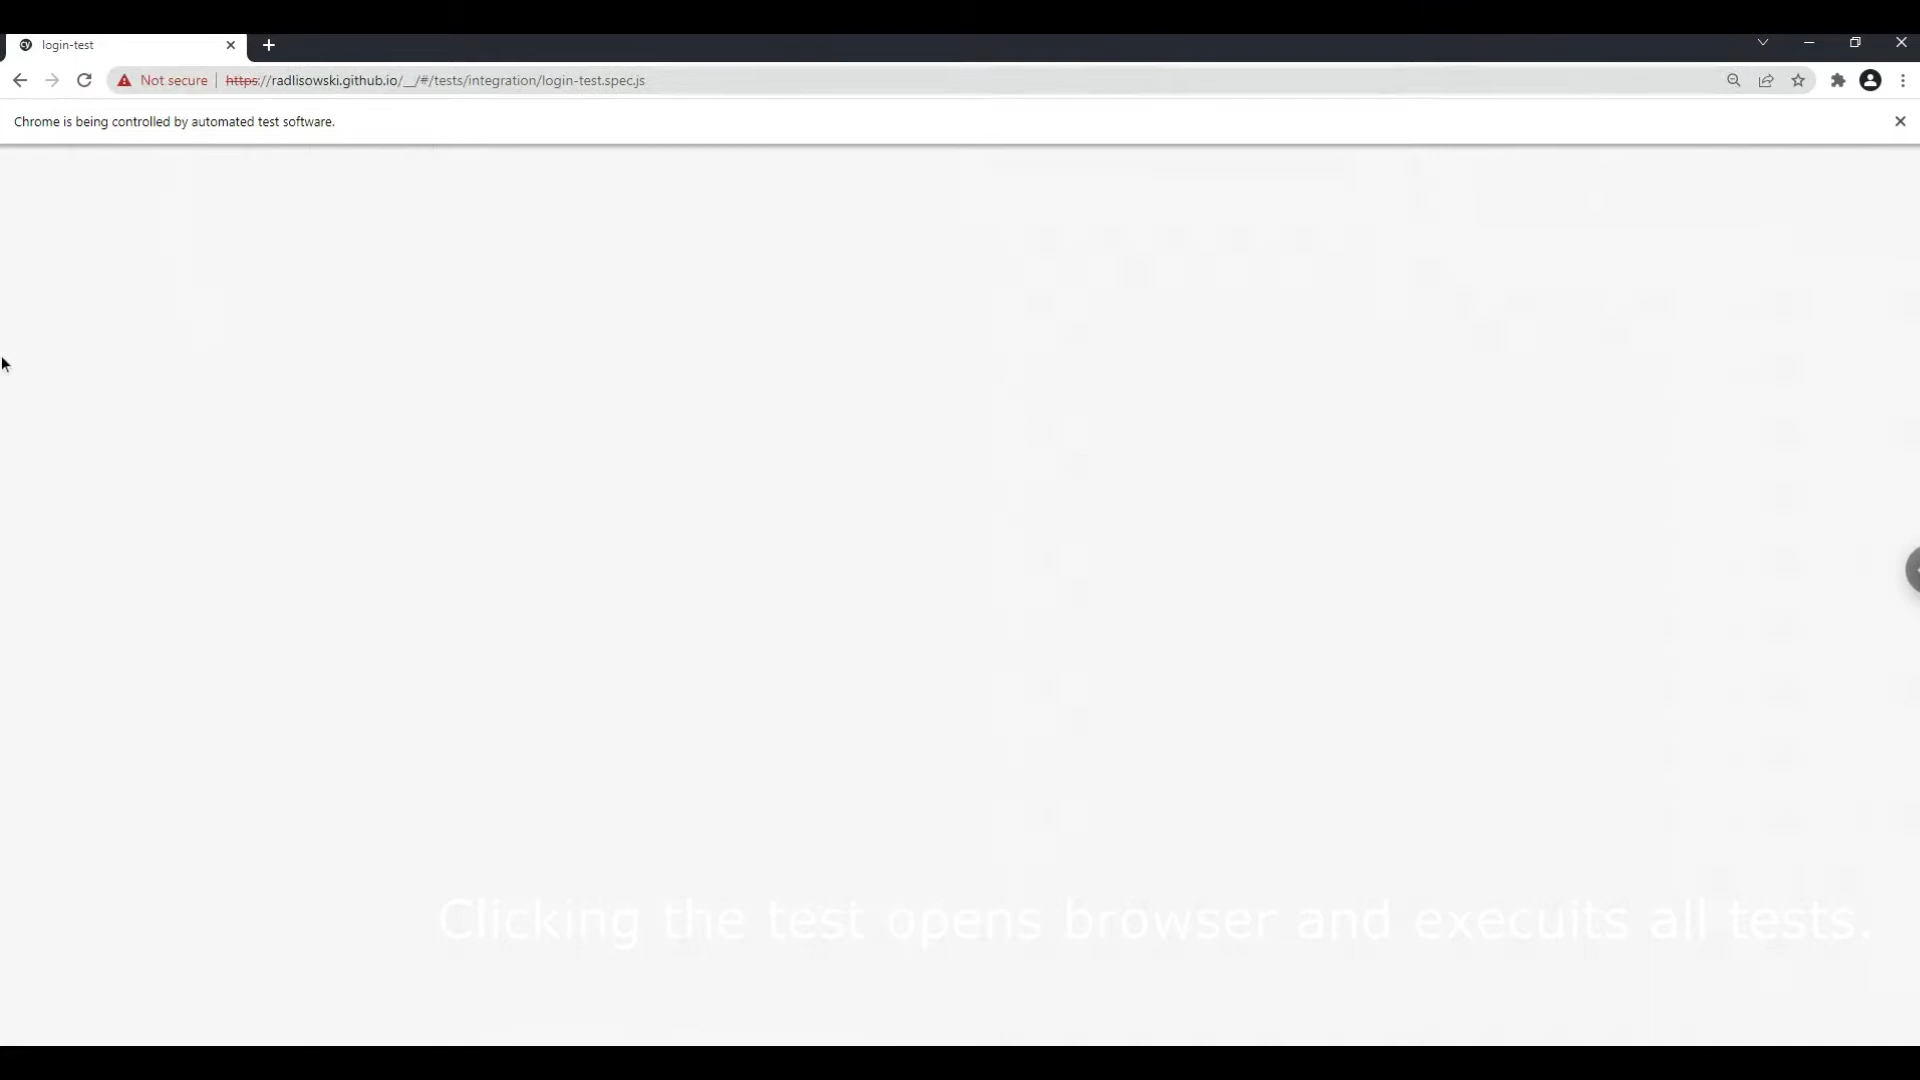 login-test
Not secure
https://radlisowski.github.io/__/#/tests/integration/login-test.spec.js
Chrome is being controlled by automated test software.
Clicking the test opens browser and execuits all tests.